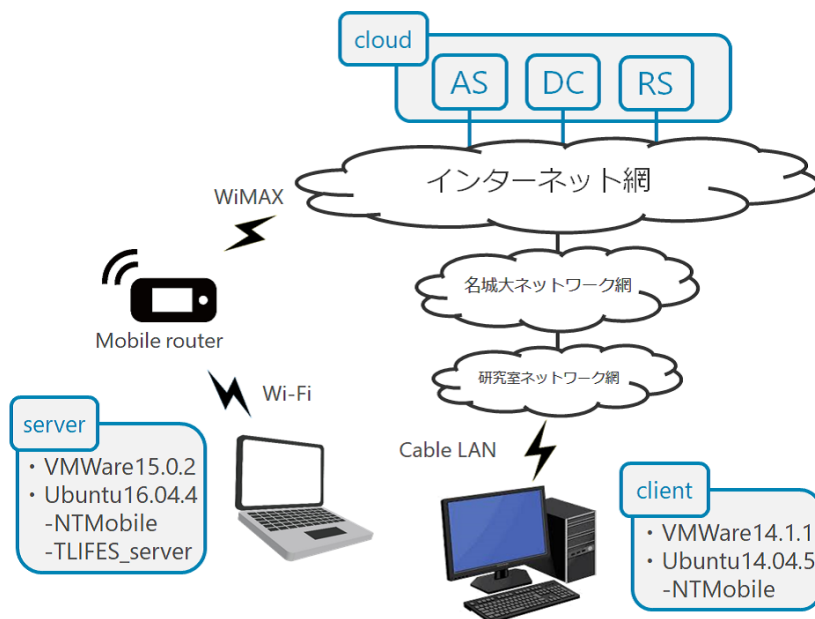 cloud
AS
DC
RS
インターネット網
WiMAX
名城大ネットワーク網
Mobile router
研究室ネットワーク網
Wi-Fi
server
・VMWare15.0.2
・Ubuntu16.04.4
-NTMobile
-TLIFES_server
Cable LAN
client
・VMWare14.1.1
・Ubuntu14.04.5
-NTMobile